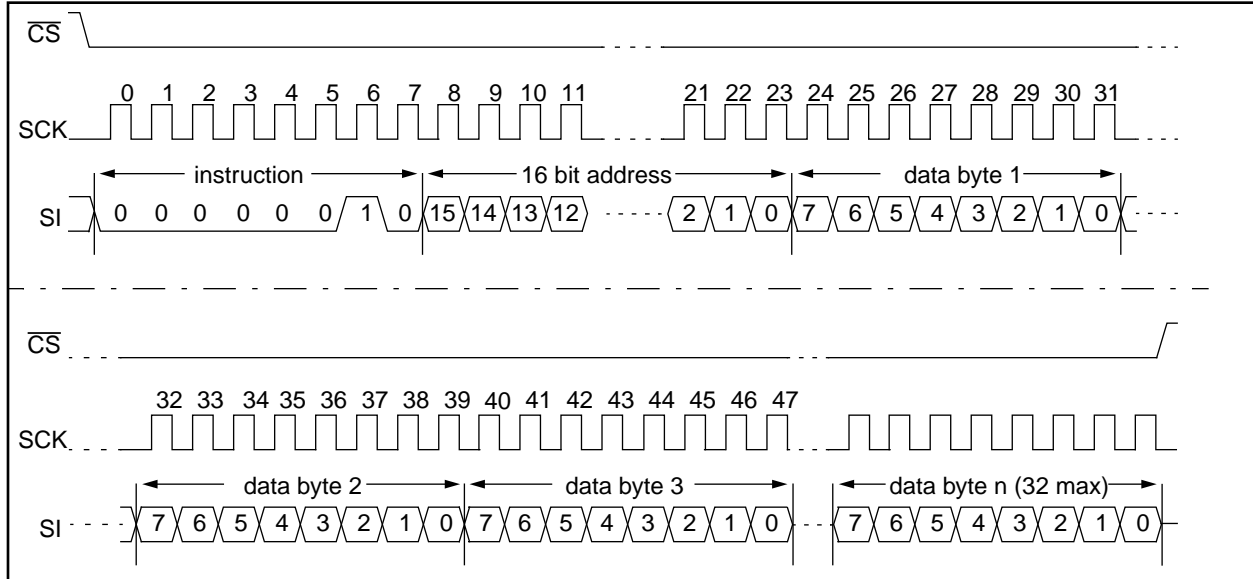 CS
0 1 2 3 4 5 6 7 8 9 10 11 21 22 23 24 25 26 27 28 29 30 31
SCK
instruction 16 bit address data byte 1
SI 0 0 0 0 0 0 1 0 15 14 13 12 2 1 0 7 6 5 4 3 2 1 0
CS
32 33 34 35 36 37 38 39 40 41 42 43 44 45 46 47
SCK
data byte 2 data byte 3 data byte n (32 max)
SI 7 6 5 4 3 2 1 0 7 6 5 4 3 2 1 0 7 6 5 4 3 2 1 0